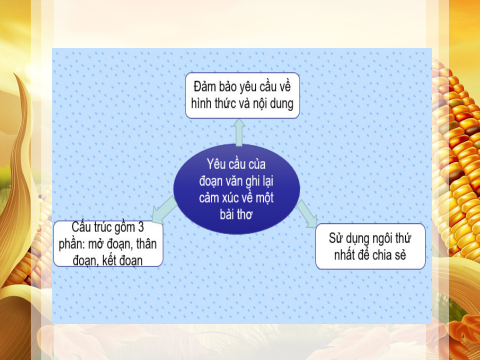 Đảm bảo yêu cầu về
hình thức và nội dung
Yêu cầu của
đoạn văn ghi lại
cảm xúc về một
bài thơ
Cấu trúc gồm 3
phần: mở đoạn, thân
đoạn, kết đoạn
Sử dụng ngôi thứ
nhất để chia sẻ